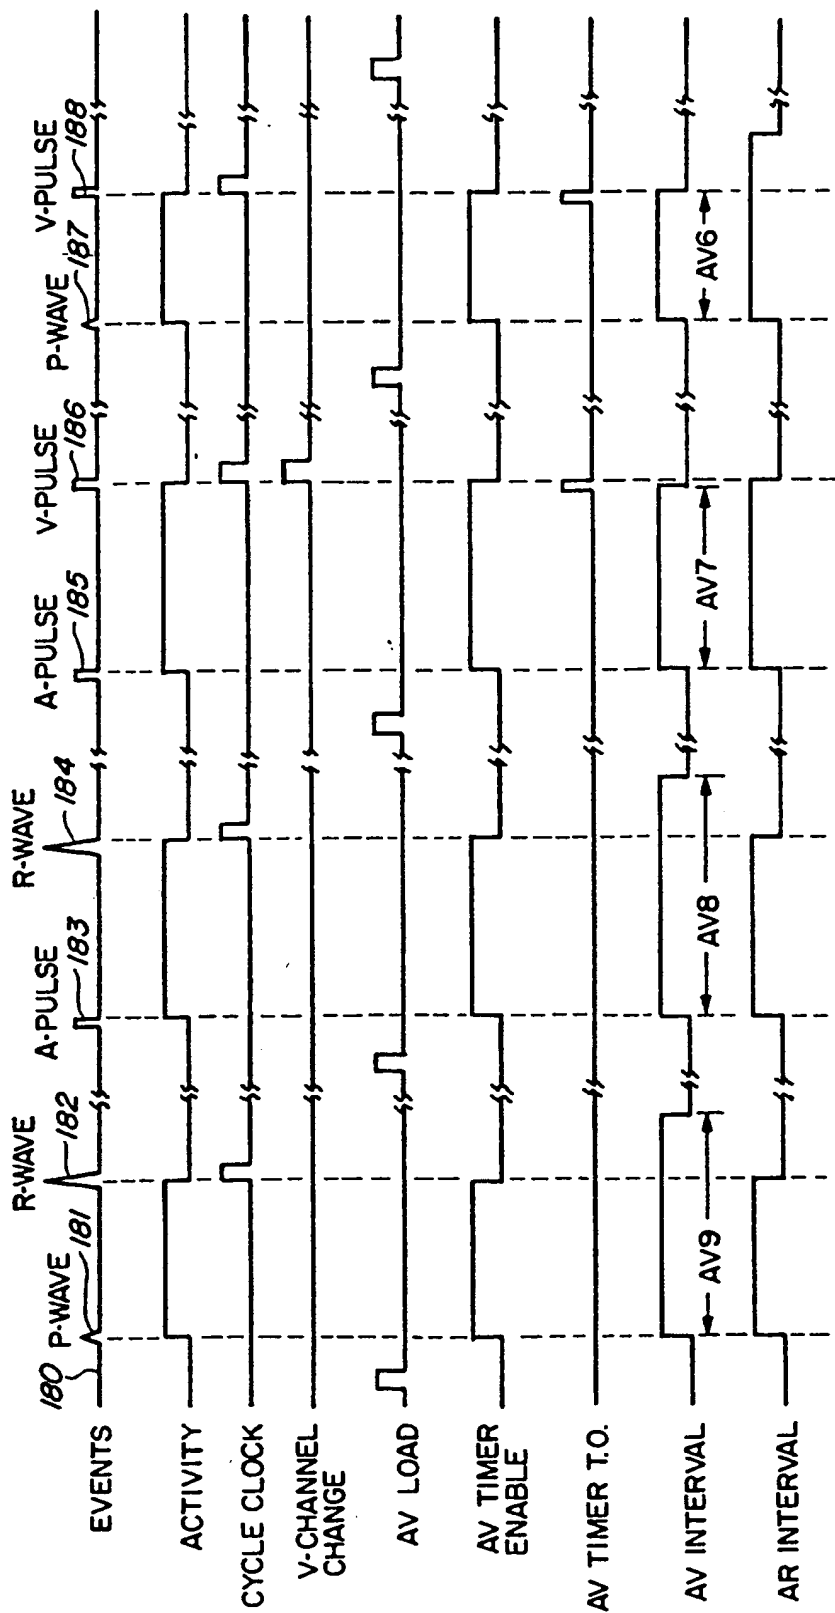 EVENTS
180
P-WAVE
181
R-WAVE
182
A-PULSE
183
R-WAVE
184
A-PULSE
185
V-PULSE
186
P-WAVE
187
V-PULSE
188
ACTIVITY
CYCLE CLOCK
V-CHANNEL
CHANGE
AV LOAD
AV TIMER
ENABLE
AV TIMER T.O.
AV INTERVAL
AV9
AV8
AV7
AV6
AR INTERVAL